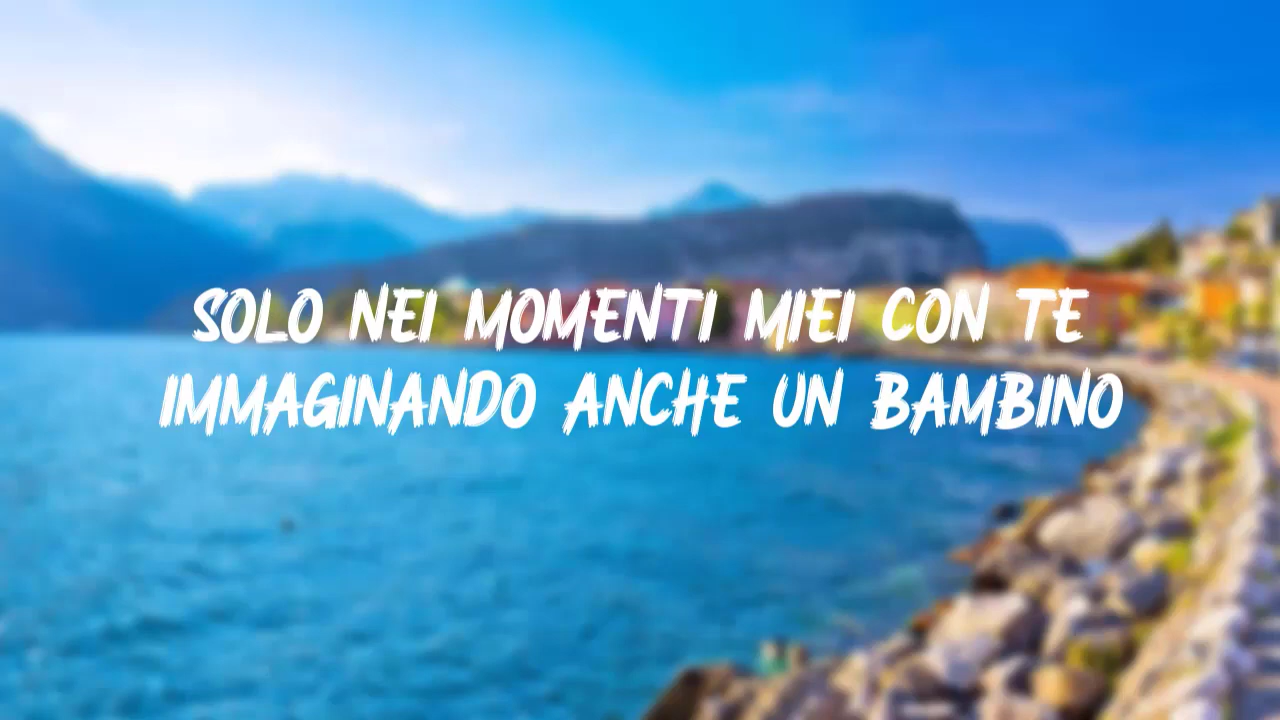 SOLO NEI MOMENTI MIEI CON TE
IMMAGINANDO ANCHE UN BAMBINO